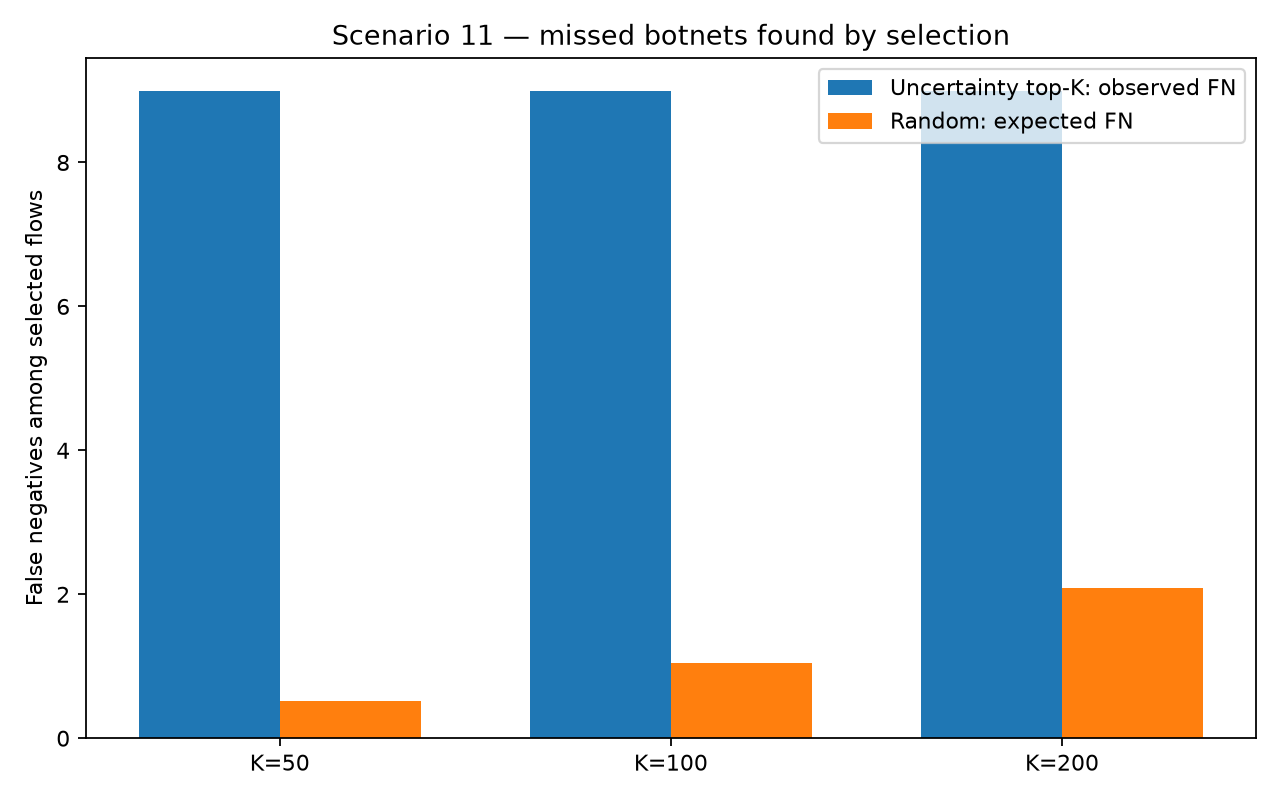 Scenario 11 — missed botnets found by selection
Uncertainty top-K: observed FN
Random: expected FN
False negatives among selected flows
8
6
4
2
0
K=50
K=100
K=200